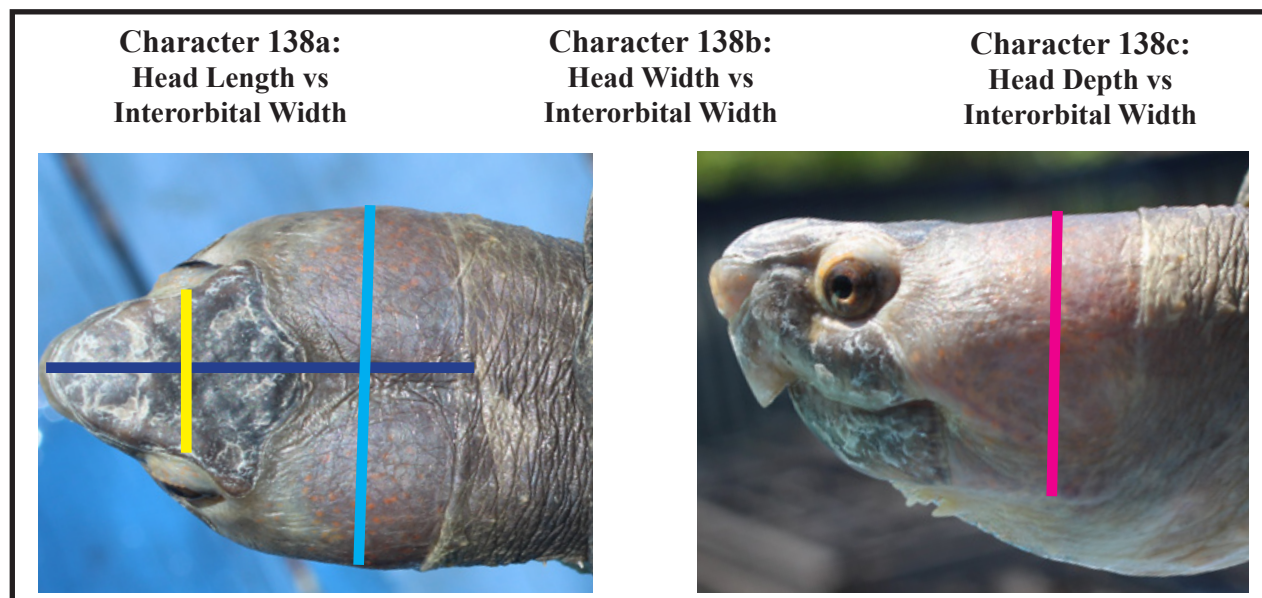 Character 138a:
Head Length vs
Interorbital Width
Character 138b:
Head Width vs
Interorbital Width
Character 138c:
Head Depth vs
Interorbital Width